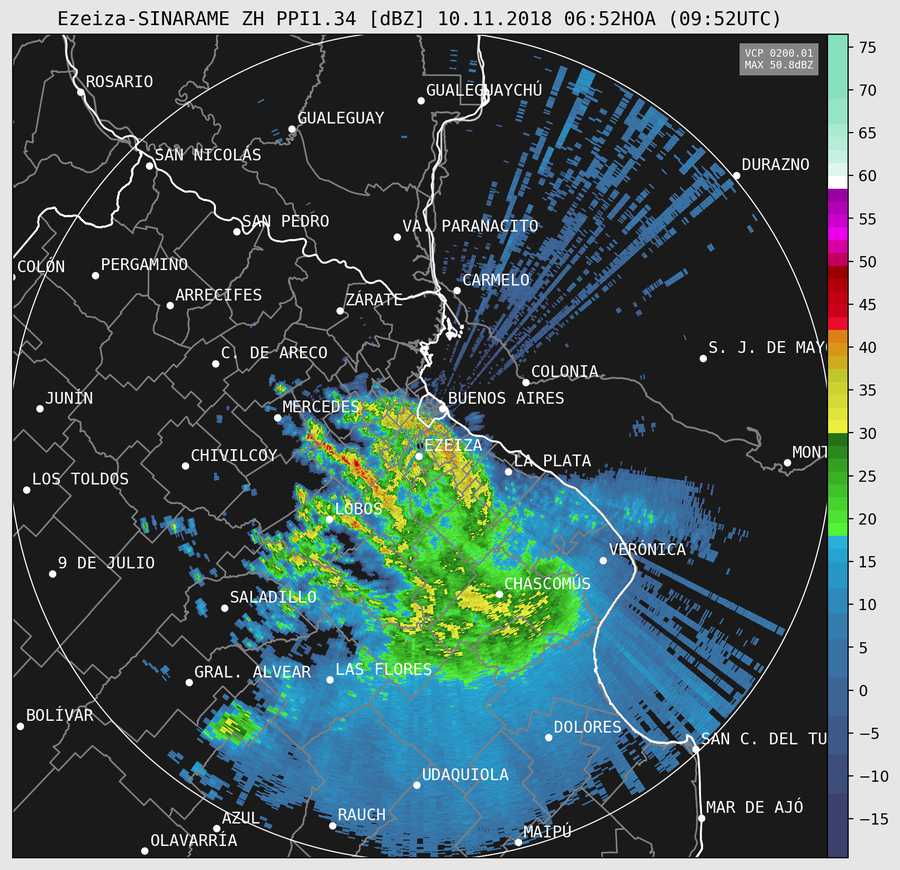 Ezeiza-SINARAME ZH PPI1.34 [dBZ] 10.11.2018 06:52HOA (09:52UTC)
VCP 0200.01
MAX 50.8dBZ
75
70
65
60
55
50
45
40
35
30
25
20
15
10
5
0
−5
−10
−15
ROSARIO
GUALEGUAYCHÚ
GUALEGUAY
SAN NICOLÁS
DURAZNO
SAN PEDRO
VA. PARANACITO
COLÓN
PERGAMINO
CARMELO
ARRECIFES
ZÁRATE
C. DE ARECO
S. J. DE MAY
COLONIA
JUNÍN
MERCEDES
BUENOS AIRES
EZEIZA
CHIVILCOY
LA PLATA
MONT
LOS TOLDOS
LOBOS
VERÓNICA
9 DE JULIO
CHASCOMÚS
SALADILLO
GRAL. ALVEAR
LAS FLORES
BOLÍVAR
DOLORES
SAN C. DEL TU
UDAQUIOLA
MAR DE AJÓ
RAUCH
AZUL
MAIPÚ
OLAVARRÍA